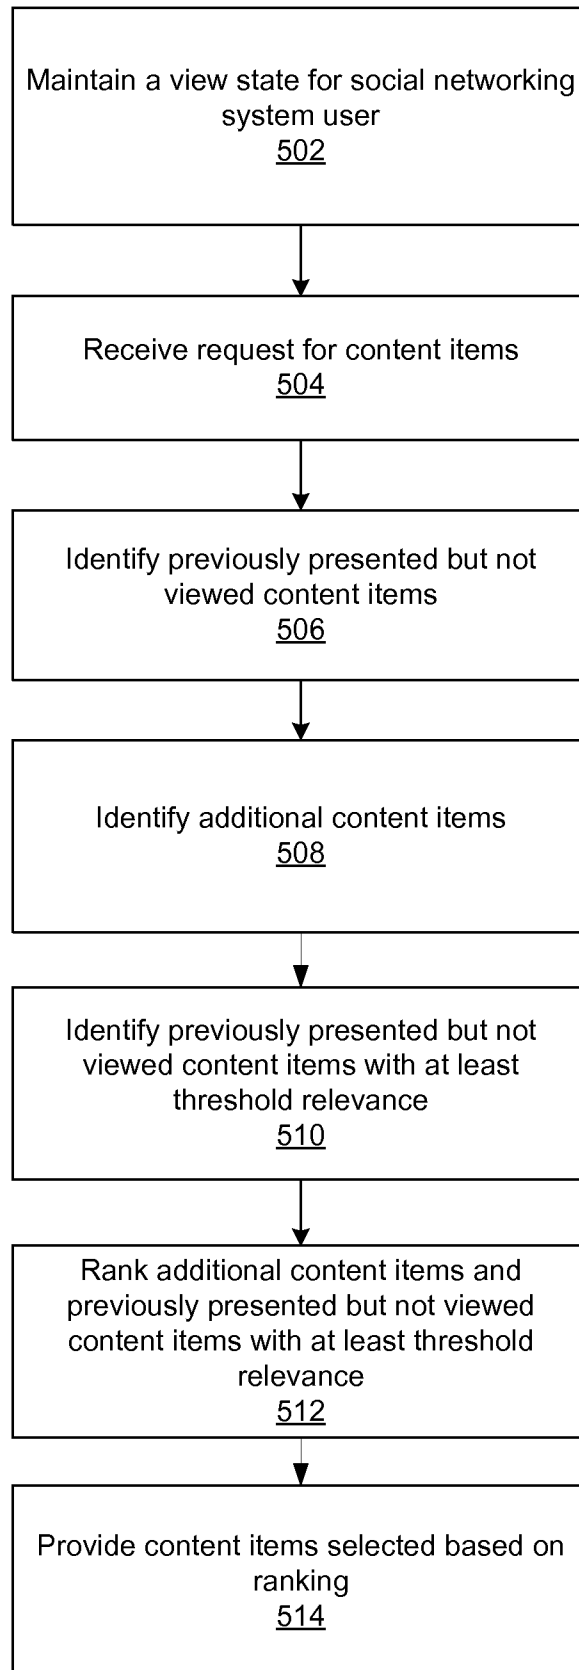 Maintain a view state for social networking
system user
502
Receive request for content items
504
Identify previously presented but not
viewed content items
506
Identify additional content items
508
Identify previously presented but not
viewed content items with at least
threshold relevance
510
Rank additional content items and
previously presented but not viewed
content items with at least threshold
relevance
512
Provide content items selected based on
ranking
514